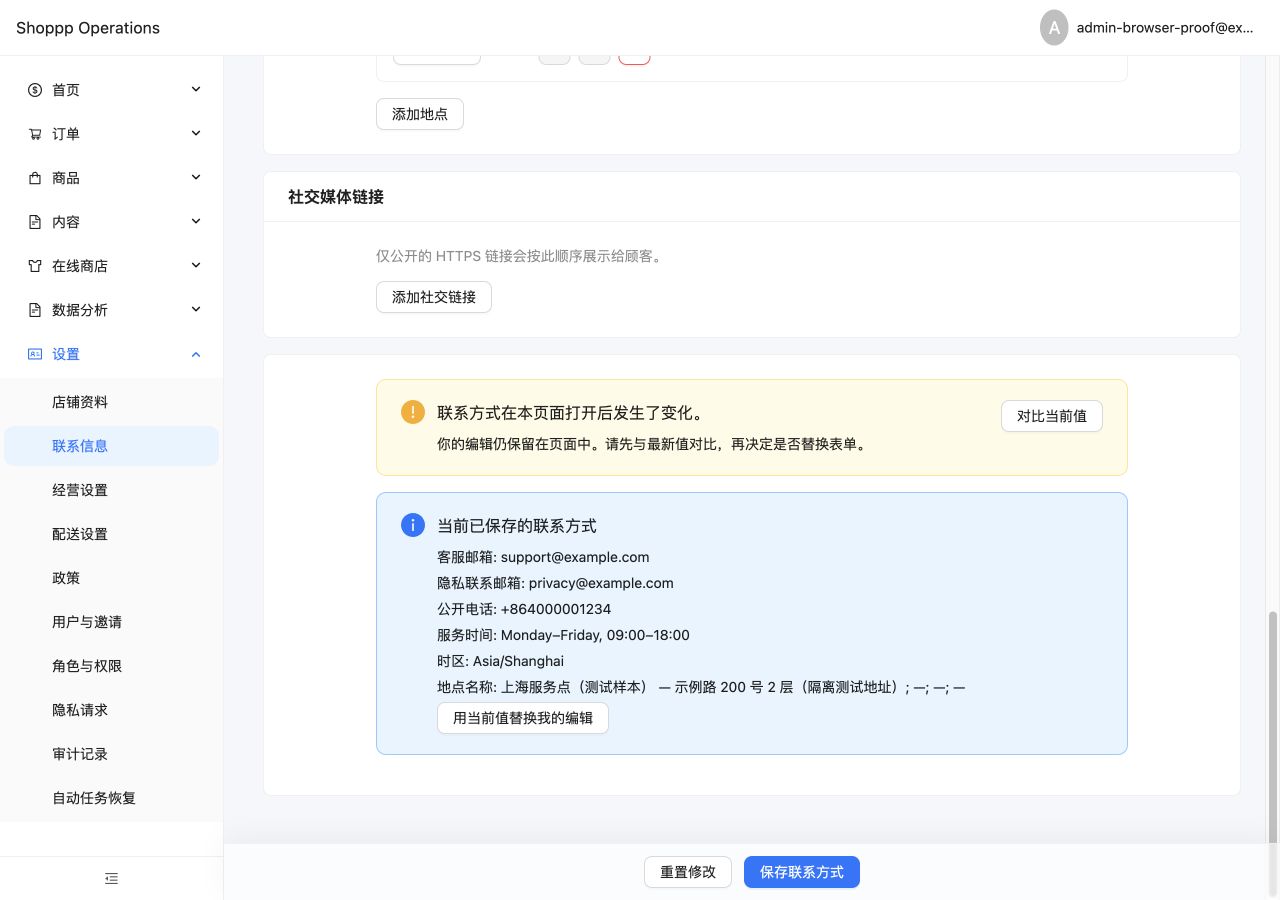 Shoppp Operations
A
admin-browser-proof@ex...
首页
订单
商品
内容
在线商店
数据分析
设置
店铺资料
联系信息
经营设置
配送设置
政策
用户与邀请
角色与权限
隐私请求
审计记录
自动任务恢复
添加地点
社交媒体链接
仅公开的 HTTPS 链接会按此顺序展示给顾客。
添加社交链接
联系方式在本页面打开后发生了变化。
你的编辑仍保留在页面中。请先与最新值对比，再决定是否替换表单。
对比当前值
当前已保存的联系方式
客服邮箱: support@example.com
隐私联系邮箱: privacy@example.com
公开电话: +864000001234
服务时间: Monday–Friday, 09:00–18:00
时区: Asia/Shanghai
地点名称: 上海服务点（测试样本） — 示例路 200 号 2 层（隔离测试地址）; —; —; —
用当前值替换我的编辑
重置修改
保存联系方式